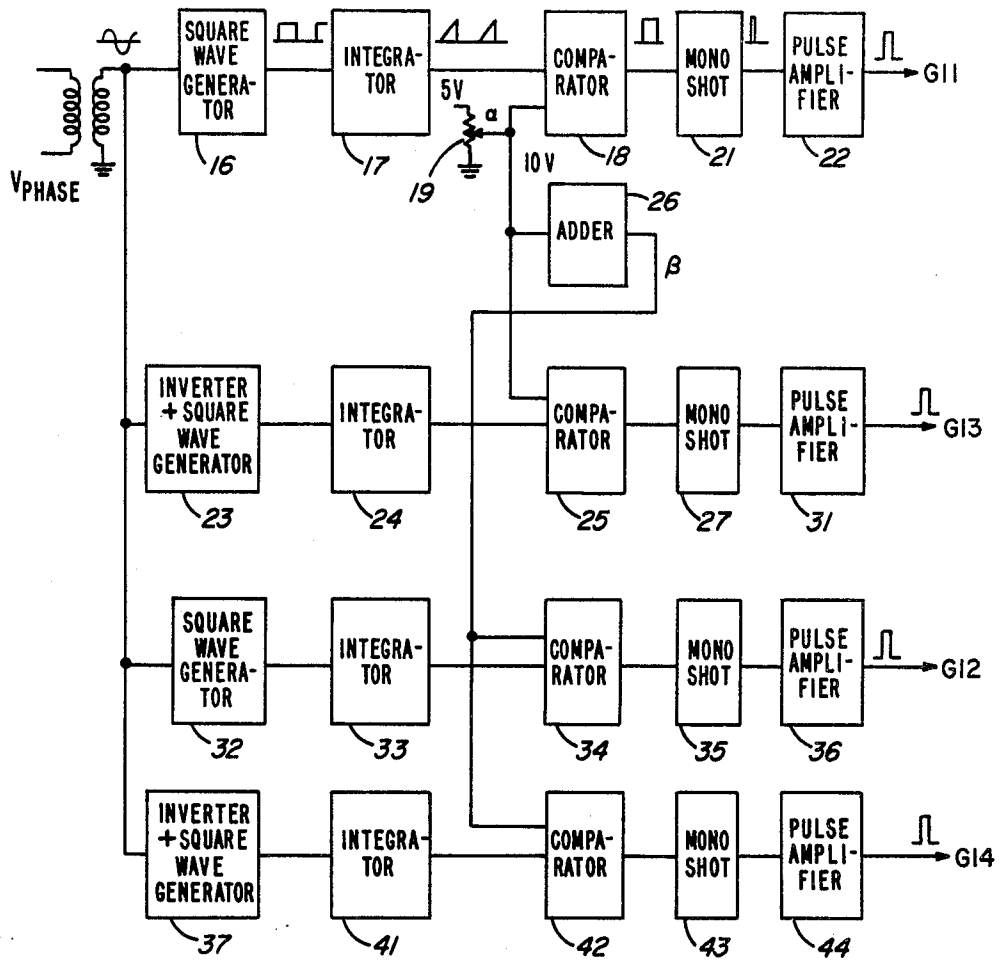 SQUARE
WAVE
GENERA-
TOR
16
INTEGRA-
TOR
17
COMPA-
RATOR
18
MONO
SHOT
21
PULSE
AMPLI-
FIER
22
G11
VPHASE
5V
α
19
10 V
ADDER
26
β
INVERTER
+ SQUARE
WAVE
GENERATOR
23
INTEGRA-
TOR
24
COMPA-
RATOR
25
MONO
SHOT
27
PULSE
AMPLI-
FIER
31
G13
SQUARE
WAVE
GENERA-
TOR
32
INTEGRA-
TOR
33
COMPA-
RATOR
34
MONO
SHOT
35
PULSE
AMPLI-
FIER
36
G12
INVERTER
+ SQUARE
WAVE
GENERATOR
37
INTEGRA-
TOR
41
COMPA-
RATOR
42
MONO
SHOT
43
PULSE
AMPLI-
FIER
44
G14